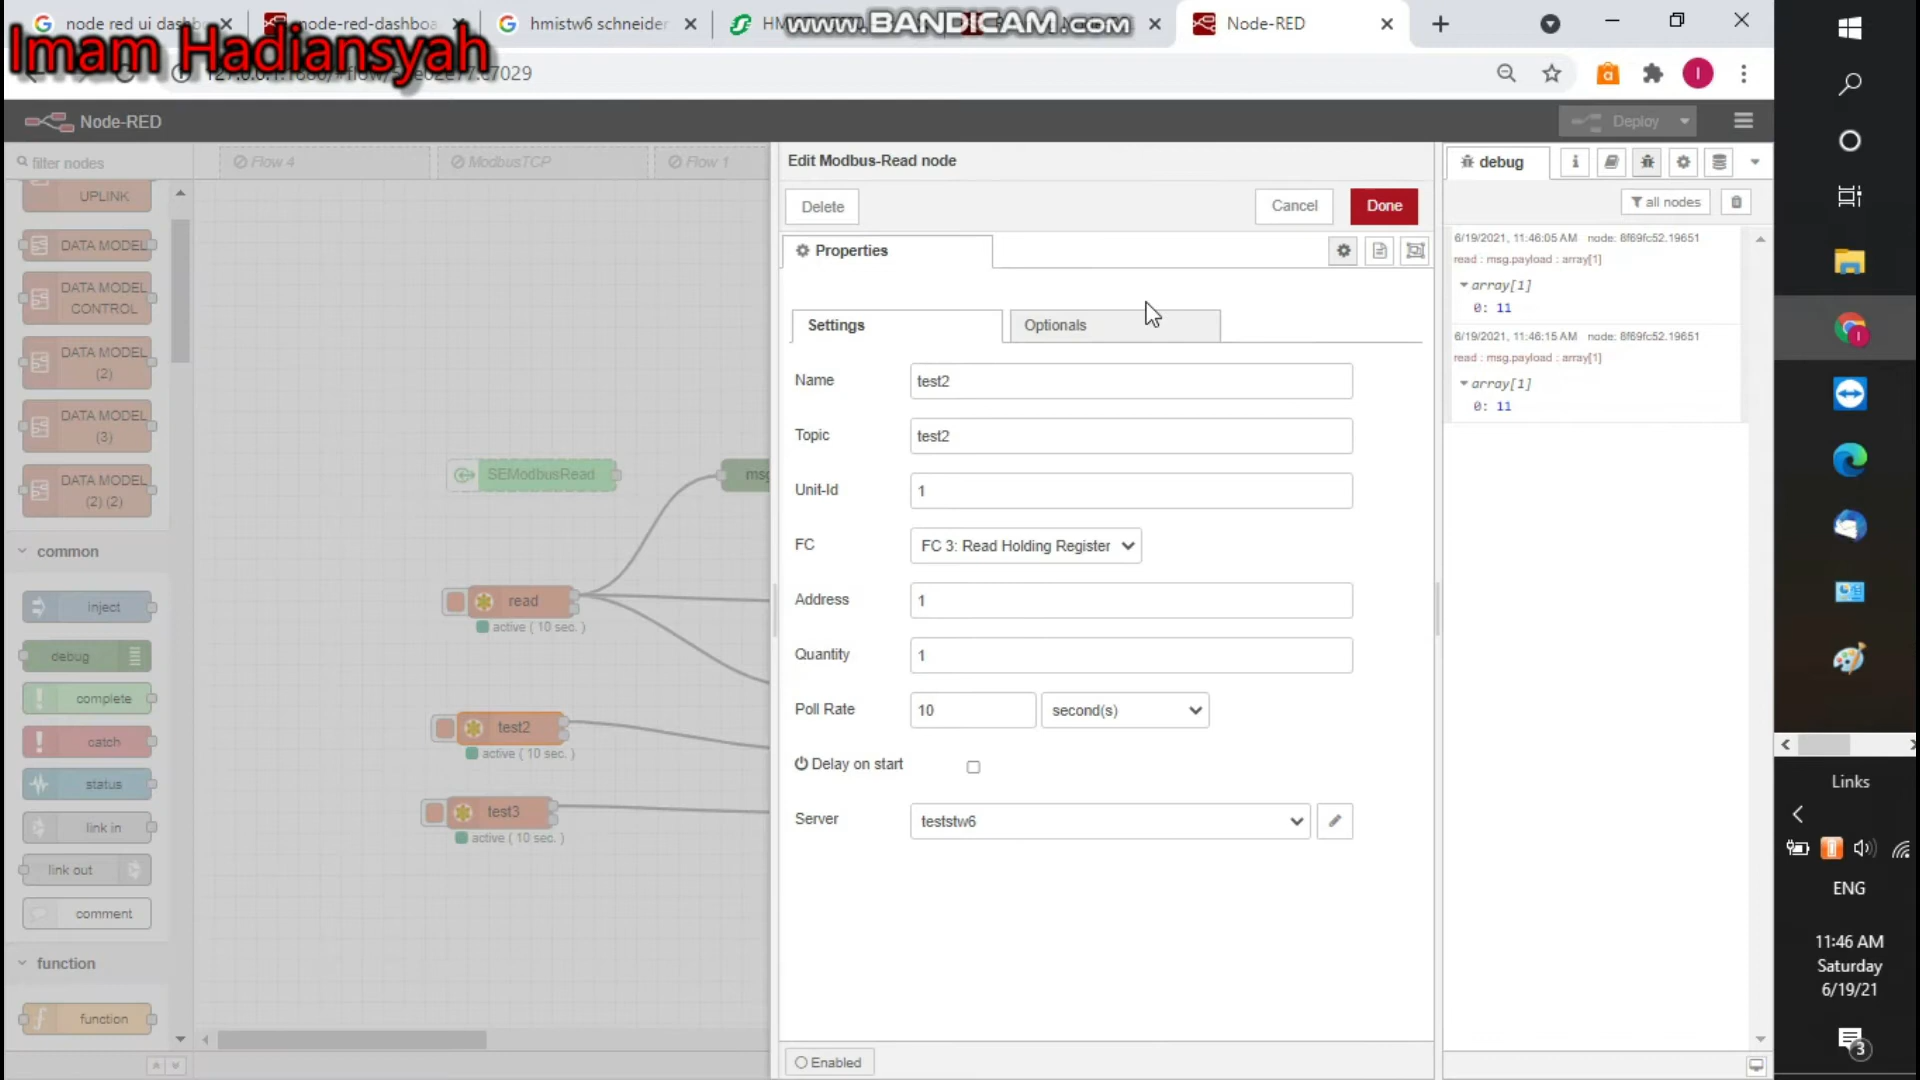 node red ui dashb
node-red-dashboa
hmistw6 schneider
Node-RED
www.BANDICAM.com
Imam Hadiansyah
Node-RED
Deploy
filter nodes
Flow 4
ModbusTCP
Flow 1
UPLINK
DATA MODEL
DATA MODEL
CONTROL
DATA MODEL
(2)
DATA MODEL
(3)
DATA MODEL
(2) (2)
common
inject
debug
complete
catch
status
link in
link out
comment
function
function
SEModbusRead
msg
read
active ( 10 sec. )
test2
active ( 10 sec. )
test3
active ( 10 sec. )
Edit Modbus-Read node
Delete
Cancel
Done
Properties
Settings
Optionals
Name
test2
Topic
test2
Unit-Id
1
FC
FC 3: Read Holding Register
Address
1
Quantity
1
Poll Rate
10
second(s)
Delay on start
Server
teststw6
Enabled
debug
all nodes
6/19/2021, 11:46:05 AM node: 8f69fc52.19651
read : msg.payload : array[1]
array[1]
0: 11
6/19/2021, 11:46:15 AM node: 8f69fc52.19651
read : msg.payload : array[1]
array[1]
0: 11
Links
ENG
11:46 AM
Saturday
6/19/21
3